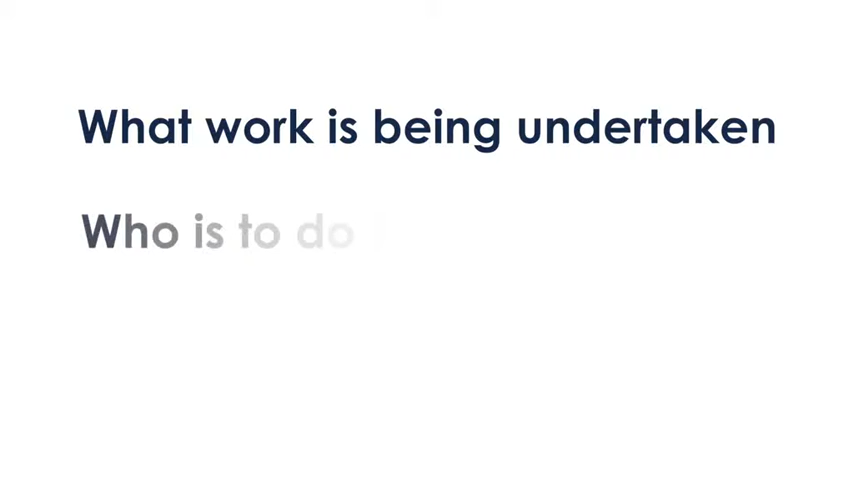 What work is being undertaken
Who is to do